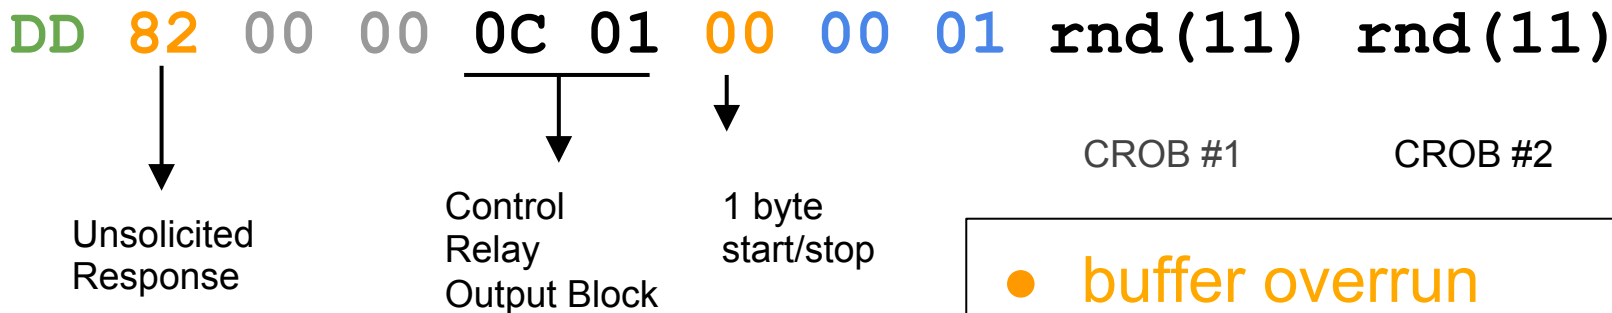 DD 82 00 00 0C 01 00 00 01 rnd(11) rnd(11)
CROB #1 CROB #2
Unsolicited
Response
Control
Relay
Output Block
1 byte
start/stop
• buffer overrun